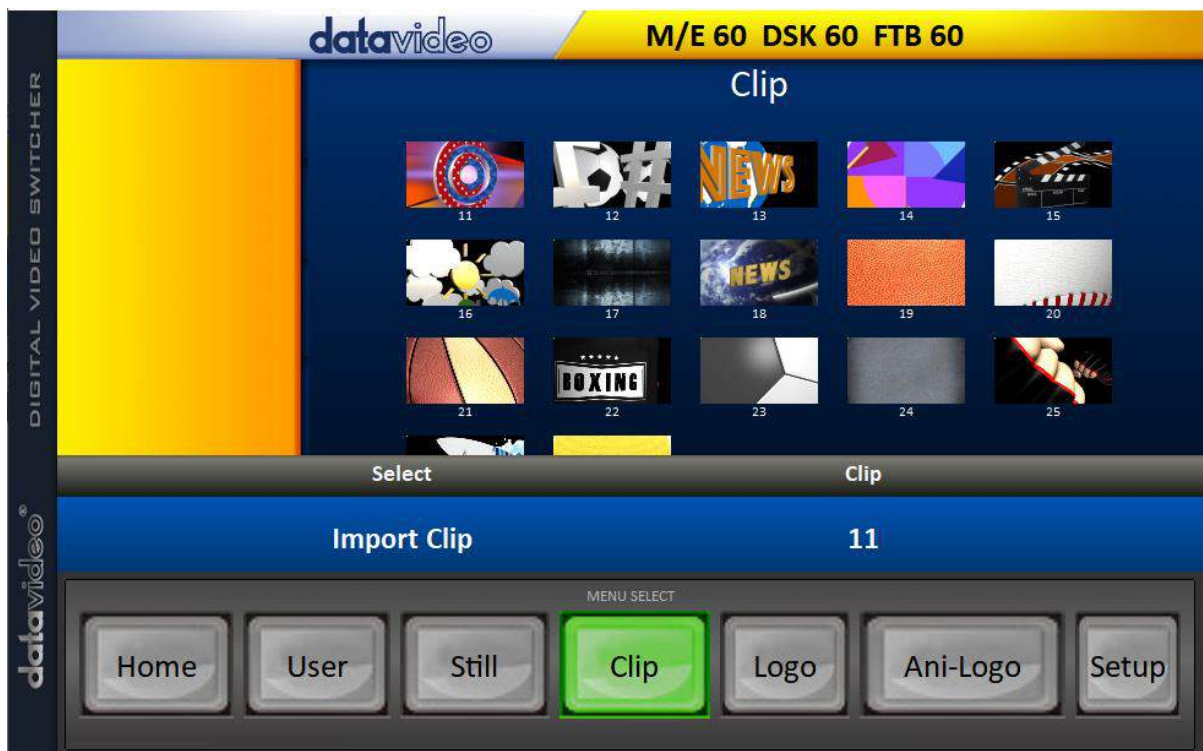 datavideo
M/E 60 DSK 60 FTB 60
DIGITAL VIDEO SWITCHER
datavideo®
Clip
NEWS
11 12 13 14 15
NEWS
16 17 18 19 20
BOXING
21 22 23 24 25
Select Clip
Import Clip 11
MENU SELECT
Home User Still Clip Logo Ani-Logo Setup